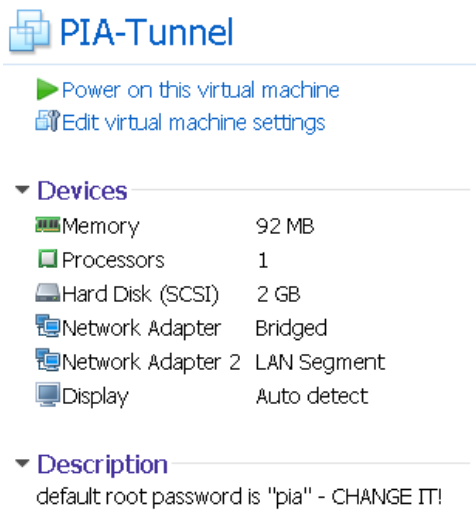 PIA-Tunnel
Power on this virtual machine
Edit virtual machine settings
Devices
Memory 92 MB
Processors 1
Hard Disk (SCSI) 2 GB
Network Adapter Bridged
Network Adapter 2 LAN Segment
Display Auto detect
Description
default root password is "pia" - CHANGE IT!